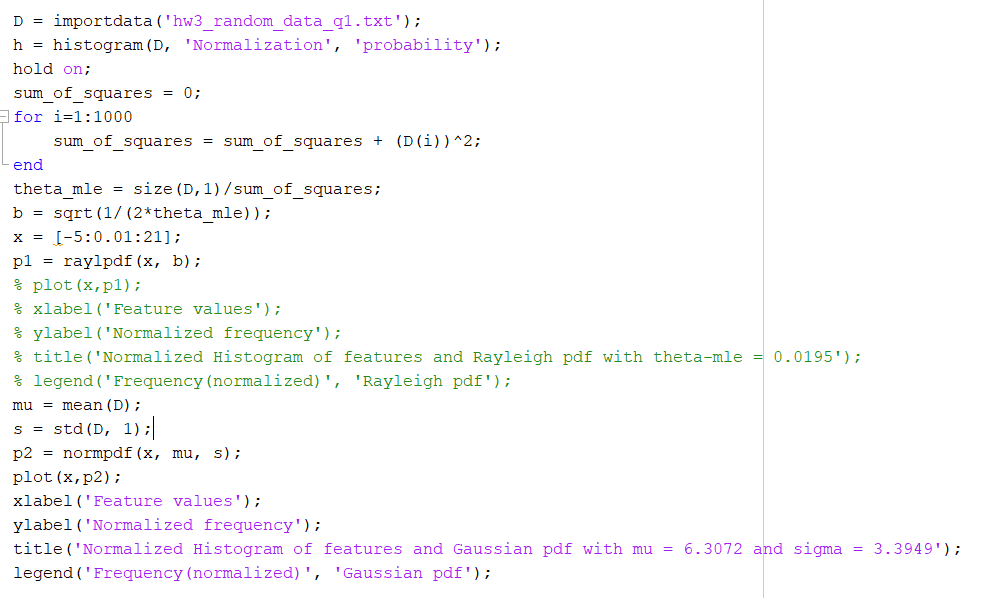 D = importdata('hw3_random_data_q1.txt');
h = histogram(D, 'Normalization', 'probability');
hold on;
sum_of_squares = 0;
for i=1:1000
    sum_of_squares = sum_of_squares + (D(i))^2;
end
theta_mle = size(D,1)/sum_of_squares;
b = sqrt(1/(2*theta_mle));
x = [-5:0.01:21];
p1 = raylpdf(x, b);
% plot(x,p1);
% xlabel('Feature values');
% ylabel('Normalized frequency');
% title('Normalized Histogram of features and Rayleigh pdf with theta-mle = 0.0195');
% legend('Frequency(normalized)', 'Rayleigh pdf');
mu = mean(D);
s = std(D, 1);
p2 = normpdf(x, mu, s);
plot(x,p2);
xlabel('Feature values');
ylabel('Normalized frequency');
title('Normalized Histogram of features and Gaussian pdf with mu = 6.3072 and sigma = 3.3949');
legend('Frequency(normalized)', 'Gaussian pdf');